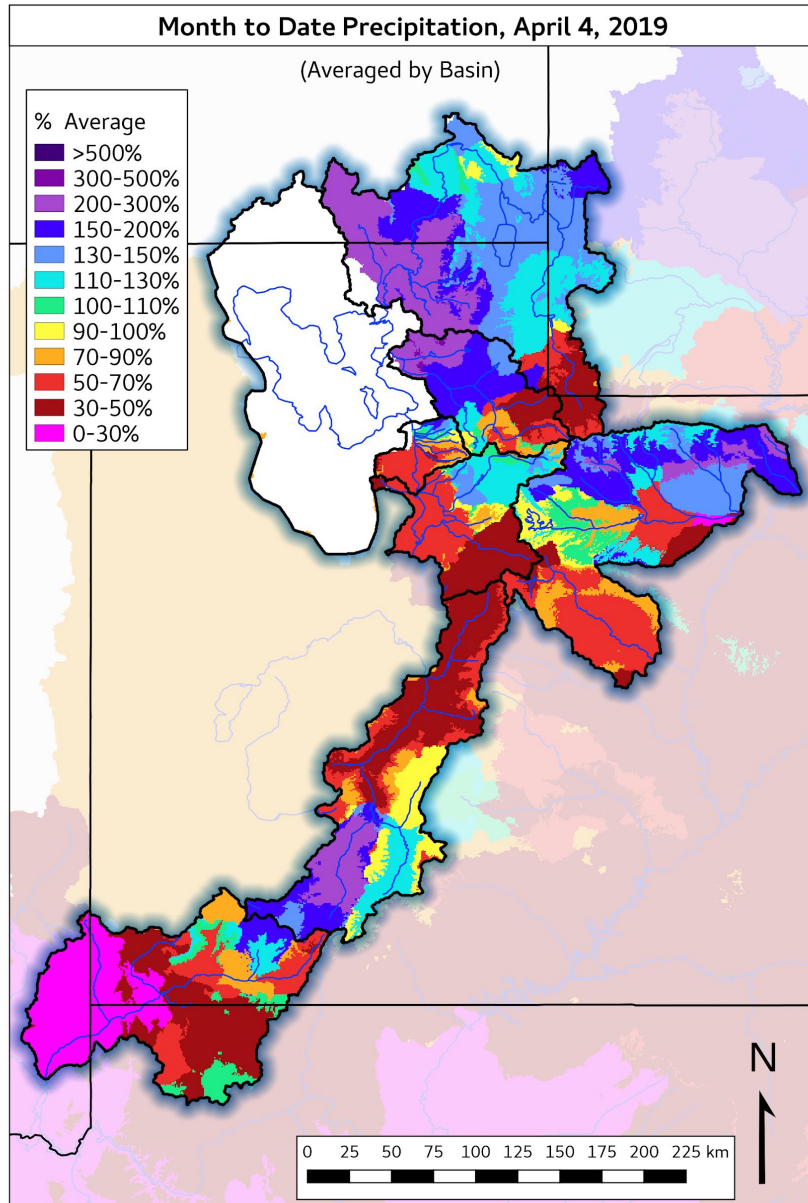 Month to Date Precipitation, April 4, 2019
(Averaged by Basin)
% Average
>500%
300-500%
200-300%
150-200%
130-150%
110-130%
100-110%
90-100%
70-90%
50-70%
30-50%
0-30%
N
0 25 50 75 100 125 150 175 200 225 km